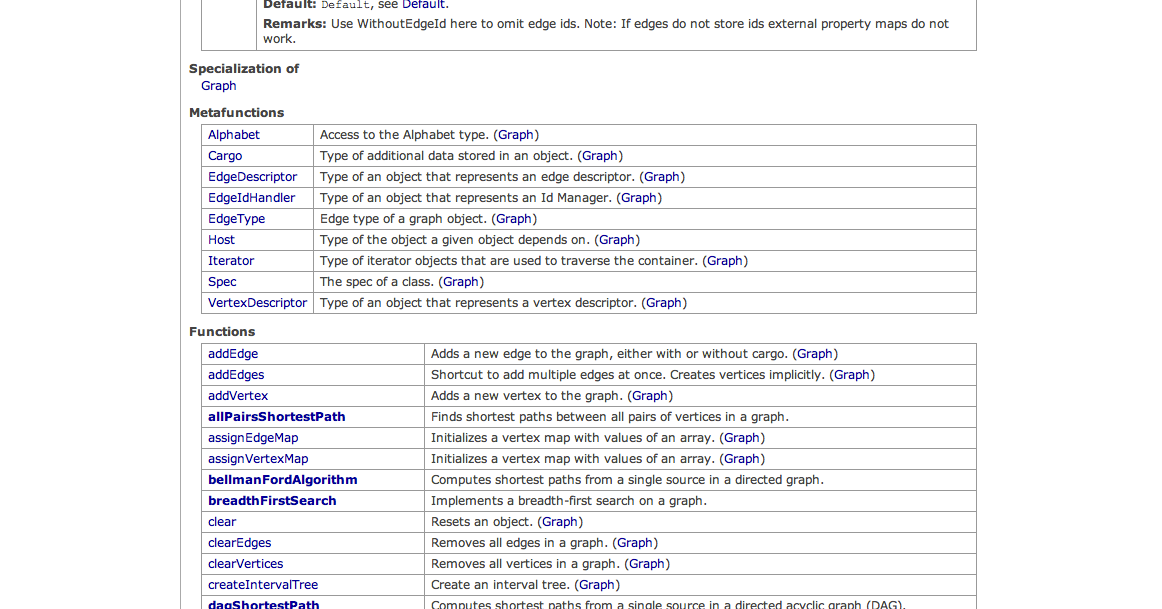 Default: Default, see Default.
Remarks: Use WithoutEdgeId here to omit edge ids. Note: If edges do not store ids external property maps do not
work.
Specialization of
Graph
Metafunctions
Alphabet Access to the Alphabet type. (Graph)
Cargo Type of additional data stored in an object. (Graph)
EdgeDescriptor Type of an object that represents an edge descriptor. (Graph)
EdgeIdHandler Type of an object that represents an Id Manager. (Graph)
EdgeType Edge type of a graph object. (Graph)
Host Type of the object a given object depends on. (Graph)
Iterator Type of iterator objects that are used to traverse the container. (Graph)
Spec The spec of a class. (Graph)
VertexDescriptor Type of an object that represents a vertex descriptor. (Graph)
Functions
addEdge Adds a new edge to the graph, either with or without cargo. (Graph)
addEdges Shortcut to add multiple edges at once. Creates vertices implicitly. (Graph)
addVertex Adds a new vertex to the graph. (Graph)
allPairsShortestPath Finds shortest paths between all pairs of vertices in a graph.
assignEdgeMap Initializes a vertex map with values of an array. (Graph)
assignVertexMap Initializes a vertex map with values of an array. (Graph)
bellmanFordAlgorithm Computes shortest paths from a single source in a directed graph.
breadthFirstSearch Implements a breadth-first search on a graph.
clear Resets an object. (Graph)
clearEdges Removes all edges in a graph. (Graph)
clearVertices Removes all vertices in a graph. (Graph)
createIntervalTree Create an interval tree. (Graph)
dagShortestPath Computes shortest paths from a single source in a directed acyclic graph (DAG).